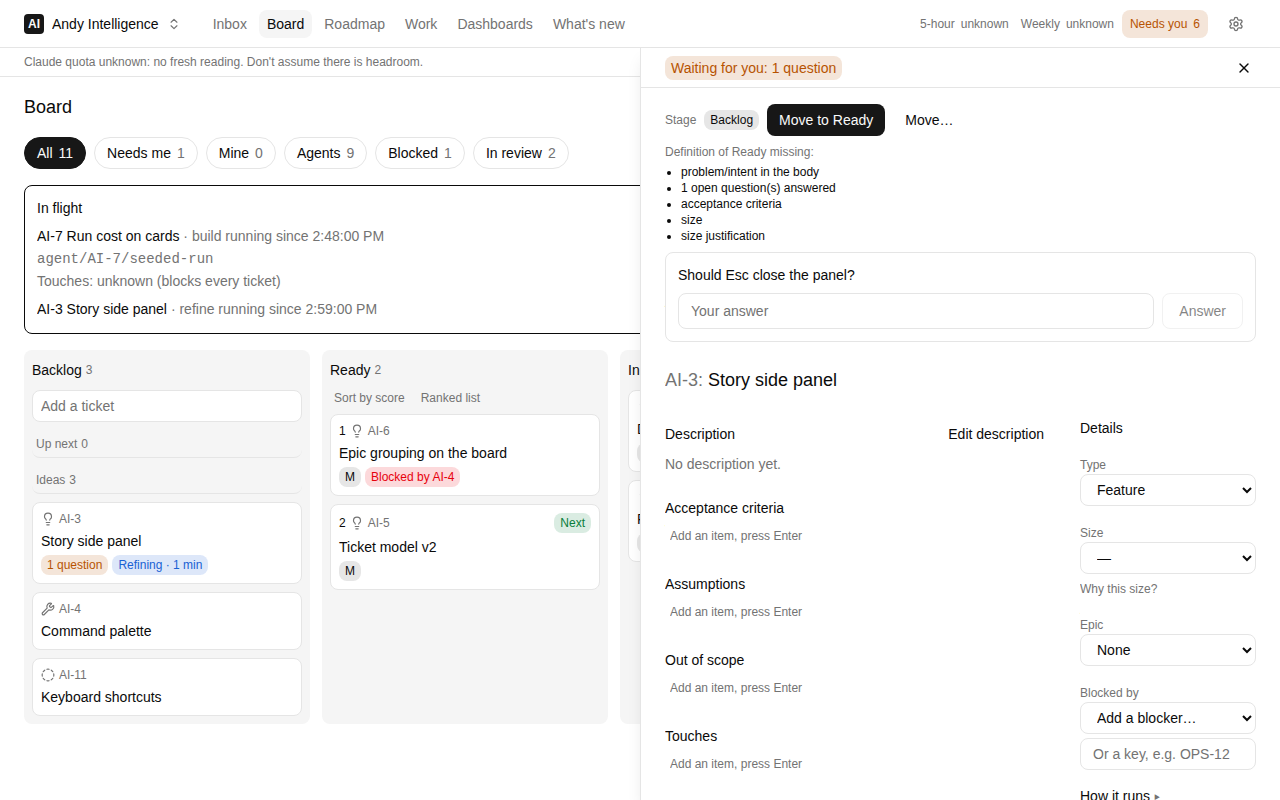 AI Andy Intelligence Inbox Board Roadmap Work Dashboards What's new 5-hour unknown Weekly unknown Needs you 6
Claude quota unknown: no fresh reading. Don't assume there is headroom.
Board
All 11 Needs me 1 Mine 0 Agents 9 Blocked 1 In review 2
In flight
AI-7 Run cost on cards · build running since 2:48:00 PM
agent/AI-7/seeded-run
Touches: unknown (blocks every ticket)
AI-3 Story side panel · refine running since 2:59:00 PM
Backlog 3
Add a ticket
Up next 0
Ideas 3
AI-3
Story side panel
1 question Refining · 1 min
AI-4
Command palette
AI-11
Keyboard shortcuts
Ready 2
Sort by score Ranked list
1 AI-6
Epic grouping on the board
M Blocked by AI-4
2 AI-5 Next
Ticket model v2
M
In
Waiting for you: 1 question
Stage Backlog Move to Ready Move…
Definition of Ready missing:
• problem/intent in the body
• 1 open question(s) answered
• acceptance criteria
• size
• size justification
Should Esc close the panel?
Your answer Answer
AI-3: Story side panel
Description Edit description
No description yet.
Acceptance criteria
Add an item, press Enter
Assumptions
Add an item, press Enter
Out of scope
Add an item, press Enter
Touches
Add an item, press Enter
Details
Type
Feature
Size
—
Why this size?
Epic
None
Blocked by
Add a blocker…
Or a key, e.g. OPS-12
How it runs ▸